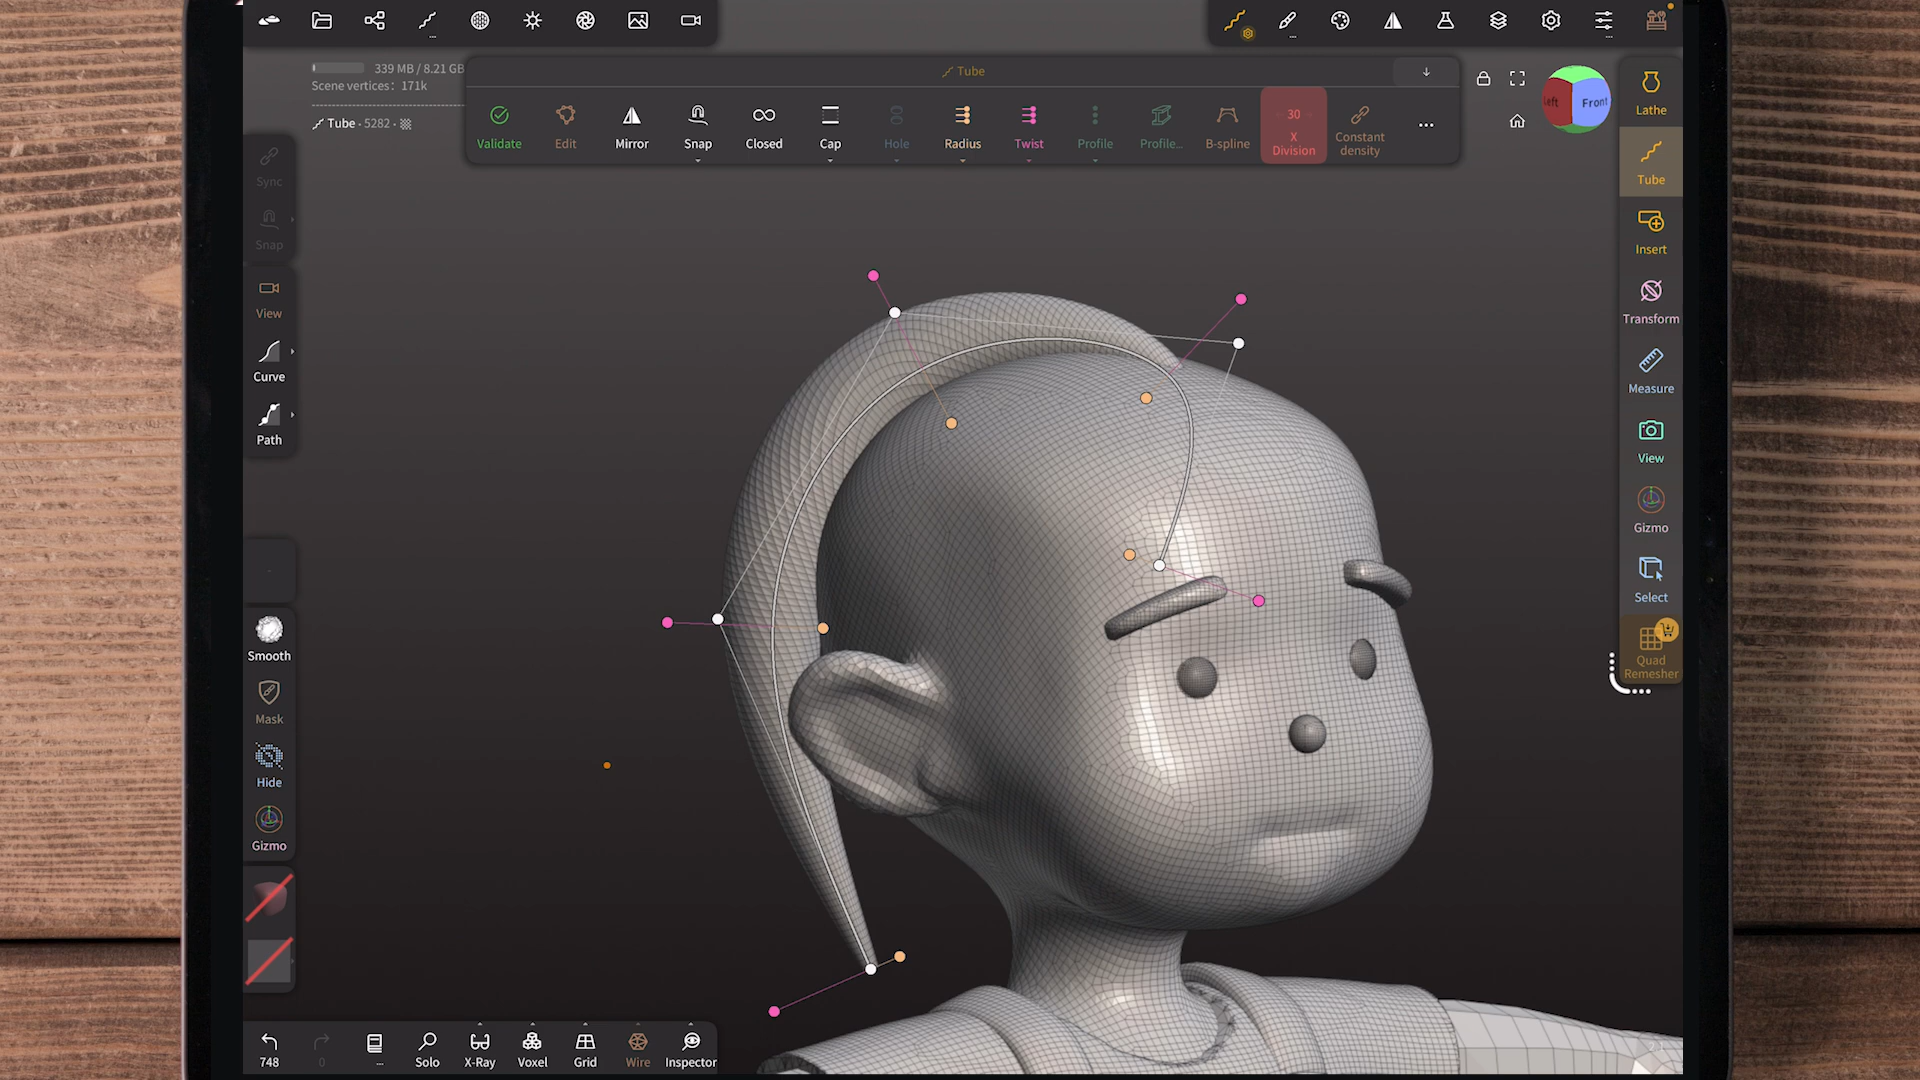 339 MB / 8.21 GB
Scene vertices: 171k
Tube · 5282 ·
Tube
Validate
Edit
Mirror
Snap
Closed
Cap
Hole
Radius
Twist
Profile
Profile...
B-spline
30
X
Division
Constant
density
...
Left
Front
Lathe
Tube
Insert
Transform
Measure
View
Gizmo
Select
Quad
Remesher
Sync
Snap
View
Curve
Path
Smooth
Mask
Hide
Gizmo
748
0
...
Solo
X-Ray
Voxel
Grid
Wire
Inspector